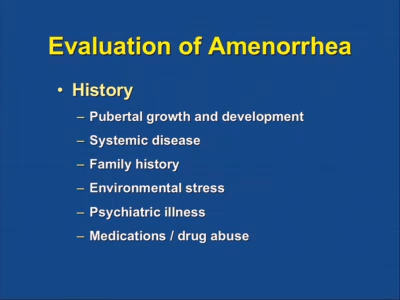 Evaluation of Amenorrhea
• History
– Pubertal growth and development
– Systemic disease
– Family history
– Environmental stress
– Psychiatric illness
– Medications / drug abuse